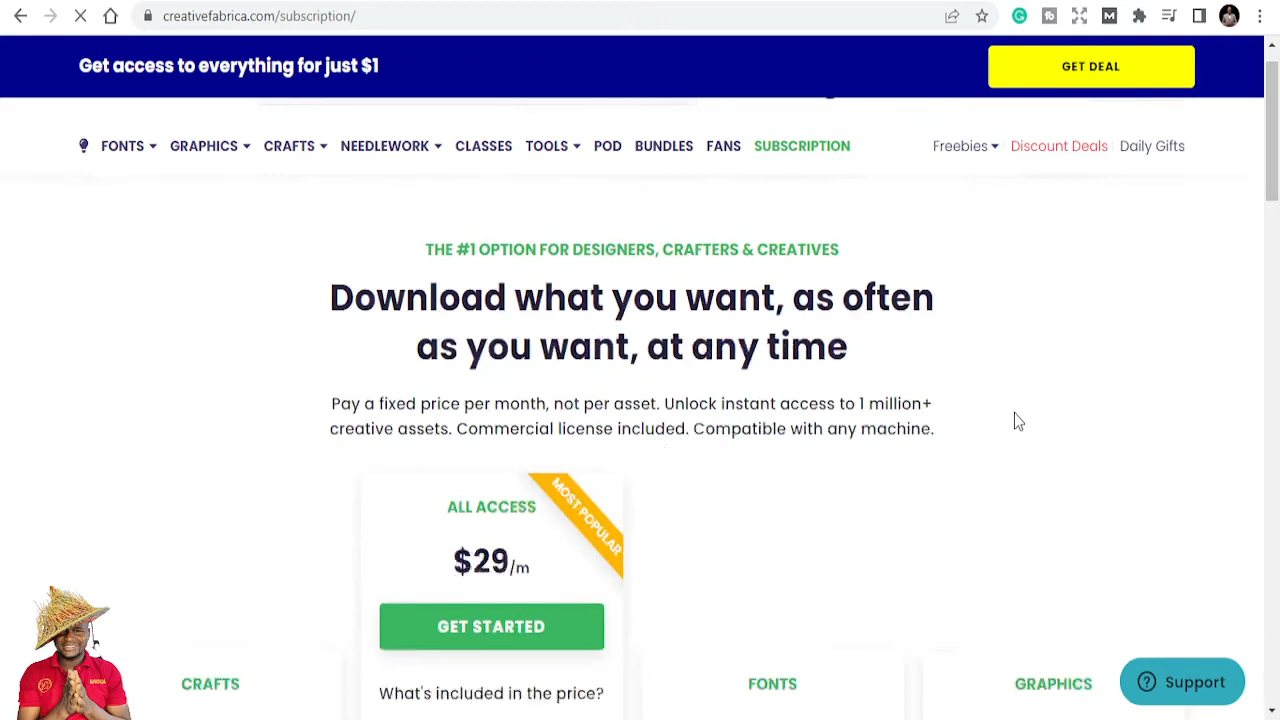 creativefabrica.com/subscription/
Get access to everything for just $1
GET DEAL
FONTS GRAPHICS CRAFTS NEEDLEWORK CLASSES TOOLS POD BUNDLES FANS SUBSCRIPTION Freebies Discount Deals Daily Gifts
THE #1 OPTION FOR DESIGNERS, CRAFTERS & CREATIVES
Download what you want, as often
as you want, at any time
Pay a fixed price per month, not per asset. Unlock instant access to 1 million+
creative assets. Commercial license included. Compatible with any machine.
MOST POPULAR
ALL ACCESS
$29/m
GET STARTED
CRAFTS
What's included in the price?
FONTS
GRAPHICS
Support